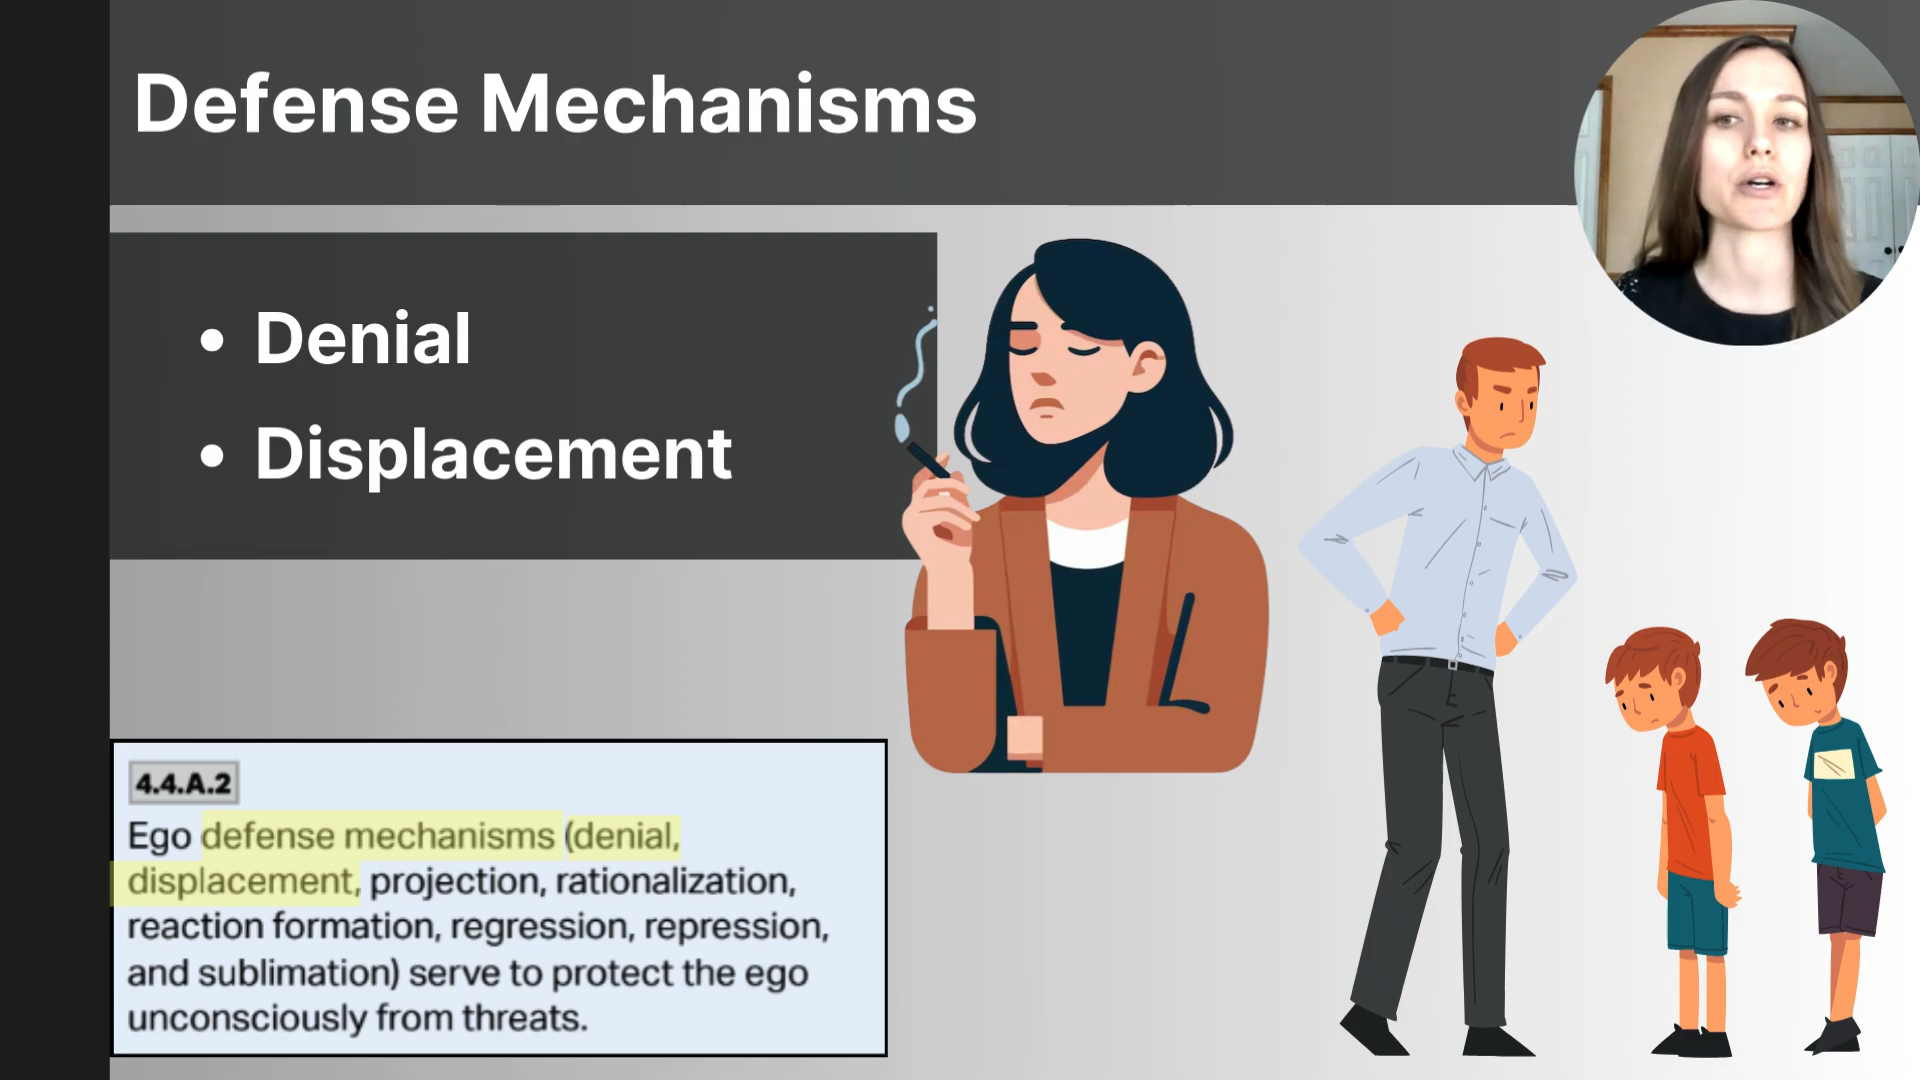 Defense Mechanisms
• Denial
• Displacement
4.4.A.2
Ego defense mechanisms (denial,
displacement, projection, rationalization,
reaction formation, regression, repression,
and sublimation) serve to protect the ego
unconsciously from threats.